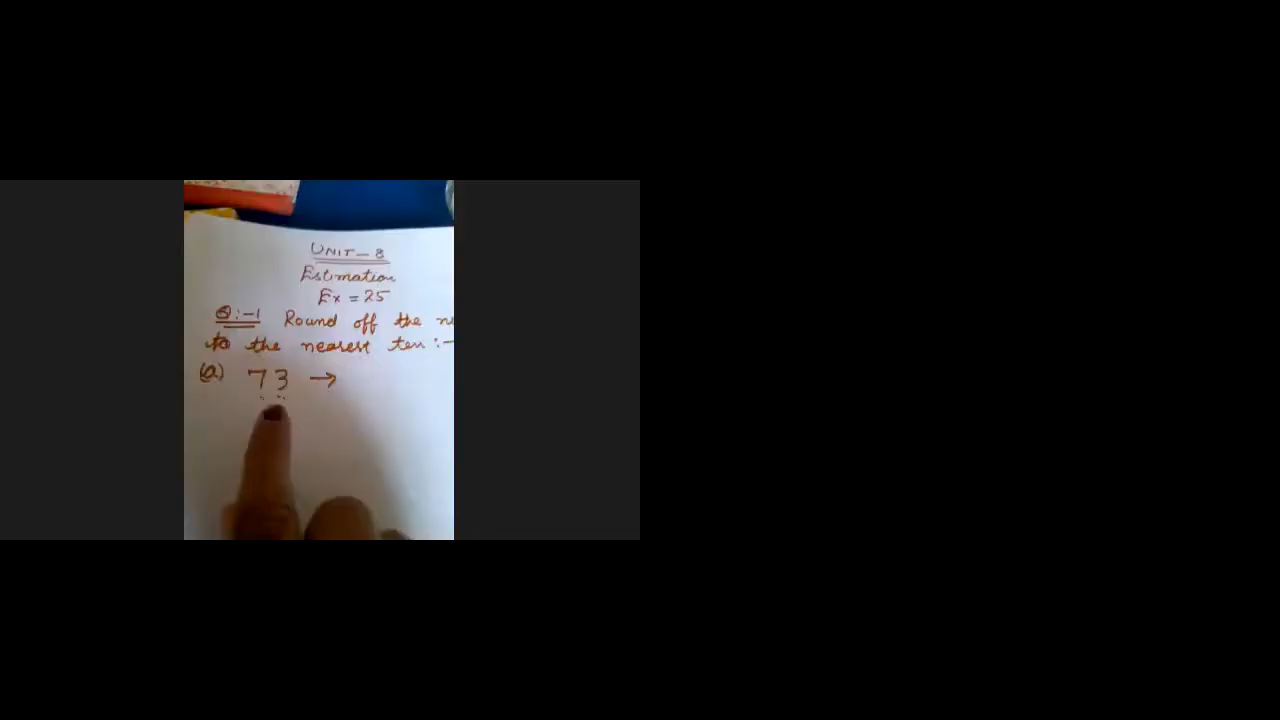 UNIT - 8
Estimation
Ex = 25
Q:-1 Round off the
to the nearest ten :-
(a) 73 →